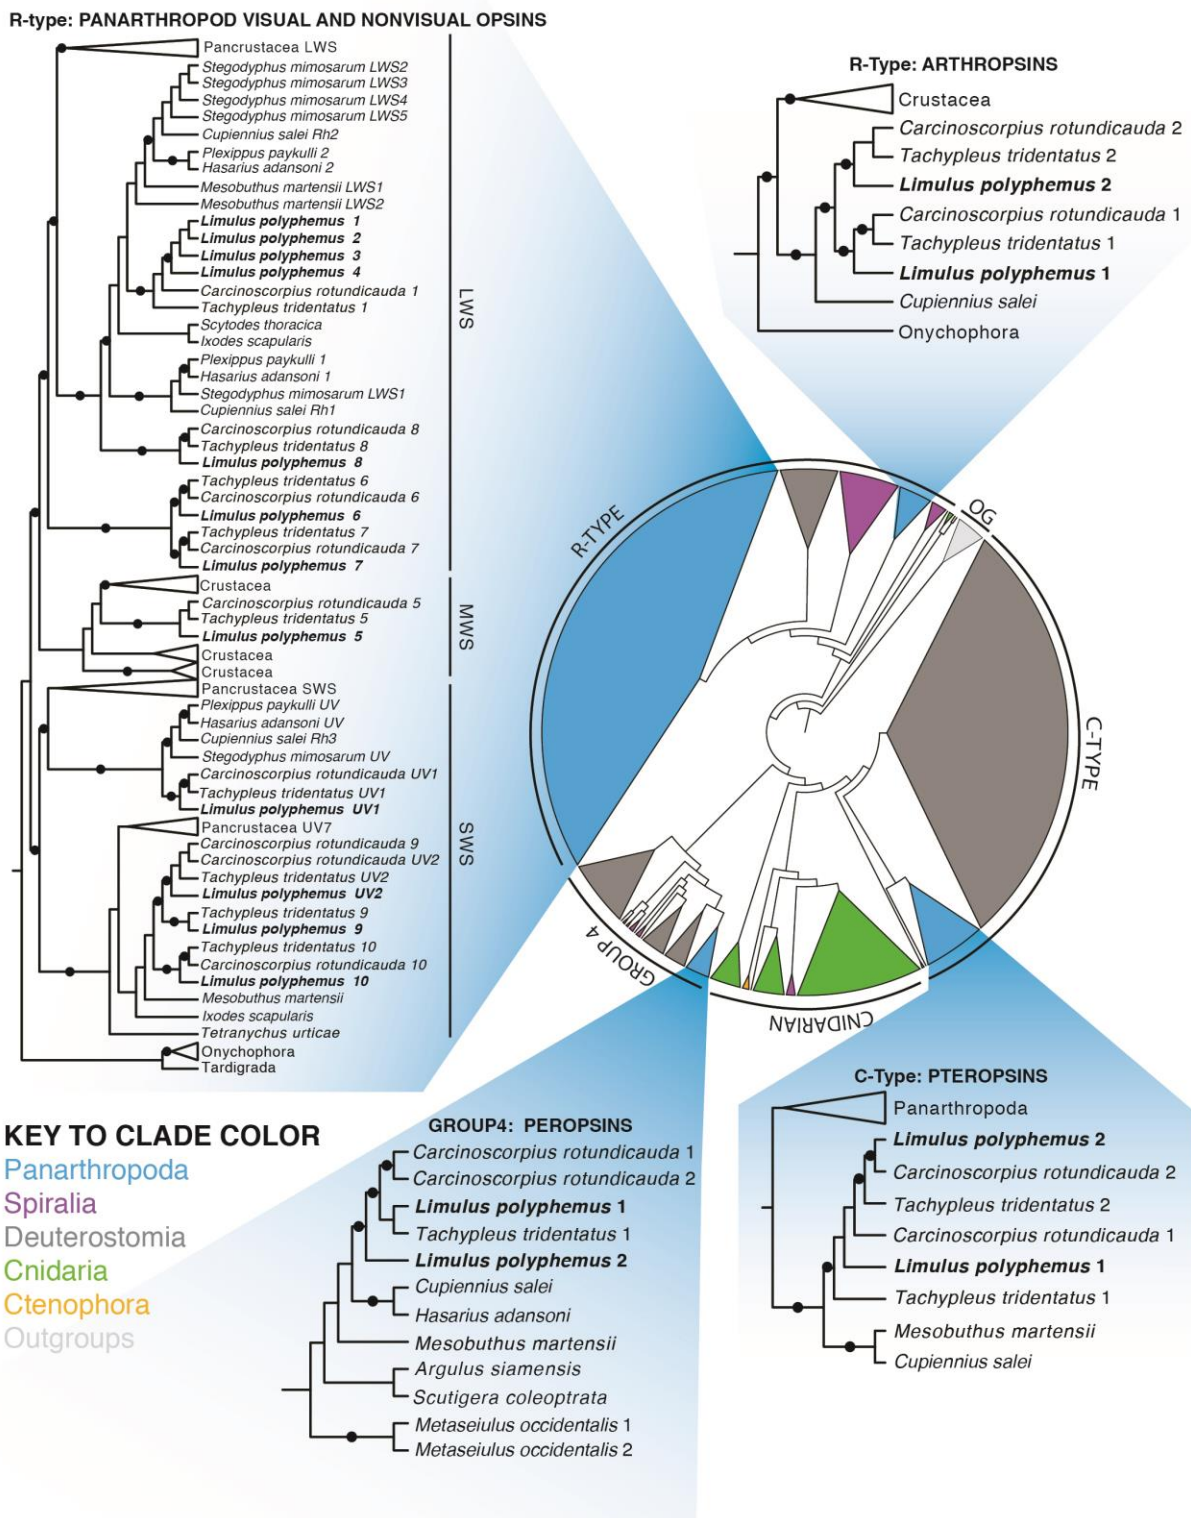 R-type: PANARTHROPOD VISUAL AND NONVISUAL OPSINS
Pancrustacea LWS
Stegodyphus mimosarum LWS2
Stegodyphus mimosarum LWS3
Stegodyphus mimosarum LWS4
Stegodyphus mimosarum LWS5
Cupiennius salei Rh2
Plexippus paykulli 2
Hasarius adansoni 2
Mesobuthus martensii LWS1
Mesobuthus martensii LWS2
Limulus polyphemus 1
Limulus polyphemus 2
Limulus polyphemus 3
Limulus polyphemus 4
Carcinoscorpius rotundicauda 1
Tachypleus tridentatus 1
Scytodes thoracica
Ixodes scapularis
Plexippus paykulli 1
Hasarius adansoni 1
Stegodyphus mimosarum LWS1
Cupiennius salei Rh1
Carcinoscorpius rotundicauda 8
Tachypleus tridentatus 8
Limulus polyphemus 8
Tachypleus tridentatus 6
Carcinoscorpius rotundicauda 6
Limulus polyphemus 6
Tachypleus tridentatus 7
Carcinoscorpius rotundicauda 7
Limulus polyphemus 7
LWS
Crustacea
Carcinoscorpius rotundicauda 5
Tachypleus tridentatus 5
Limulus polyphemus 5
Crustacea
Crustacea
MWS
Pancrustacea SWS
Plexippus paykulli UV
Hasarius adansoni UV
Cupiennius salei Rh3
Stegodyphus mimosarum UV
Carcinoscorpius rotundicauda UV1
Tachypleus tridentatus UV1
Limulus polyphemus UV1
Pancrustacea UV7
Carcinoscorpius rotundicauda 9
Carcinoscorpius rotundicauda UV2
Tachypleus tridentatus UV2
Limulus polyphemus UV2
Tachypleus tridentatus 9
Limulus polyphemus 9
Tachypleus tridentatus 10
Carcinoscorpius rotundicauda 10
Limulus polyphemus 10
Mesobuthus martensii
Ixodes scapularis
Tetranychus urticae
SWS
Onychophora
Tardigrada
R-Type: ARTHROPSINS
Crustacea
Carcinoscorpius rotundicauda 2
Tachypleus tridentatus 2
Limulus polyphemus 2
Carcinoscorpius rotundicauda 1
Tachypleus tridentatus 1
Limulus polyphemus 1
Cupiennius salei
Onychophora
R-TYPE
OG
C-TYPE
GROUP 4
CNIDARIAN
KEY TO CLADE COLOR
Panarthropoda
Spiralia
Deuterostomia
Cnidaria
Ctenophora
Outgroups
GROUP4: PEROPSINS
Carcinoscorpius rotundicauda 1
Carcinoscorpius rotundicauda 2
Limulus polyphemus 1
Tachypleus tridentatus 1
Limulus polyphemus 2
Cupiennius salei
Hasarius adansoni
Mesobuthus martensii
Argulus siamensis
Scutigera coleoptrata
Metaseiulus occidentalis 1
Metaseiulus occidentalis 2
C-Type: PTEROPSINS
Panarthropoda
Limulus polyphemus 2
Carcinoscorpius rotundicauda 2
Tachypleus tridentatus 2
Carcinoscorpius rotundicauda 1
Limulus polyphemus 1
Tachypleus tridentatus 1
Mesobuthus martensii
Cupiennius salei